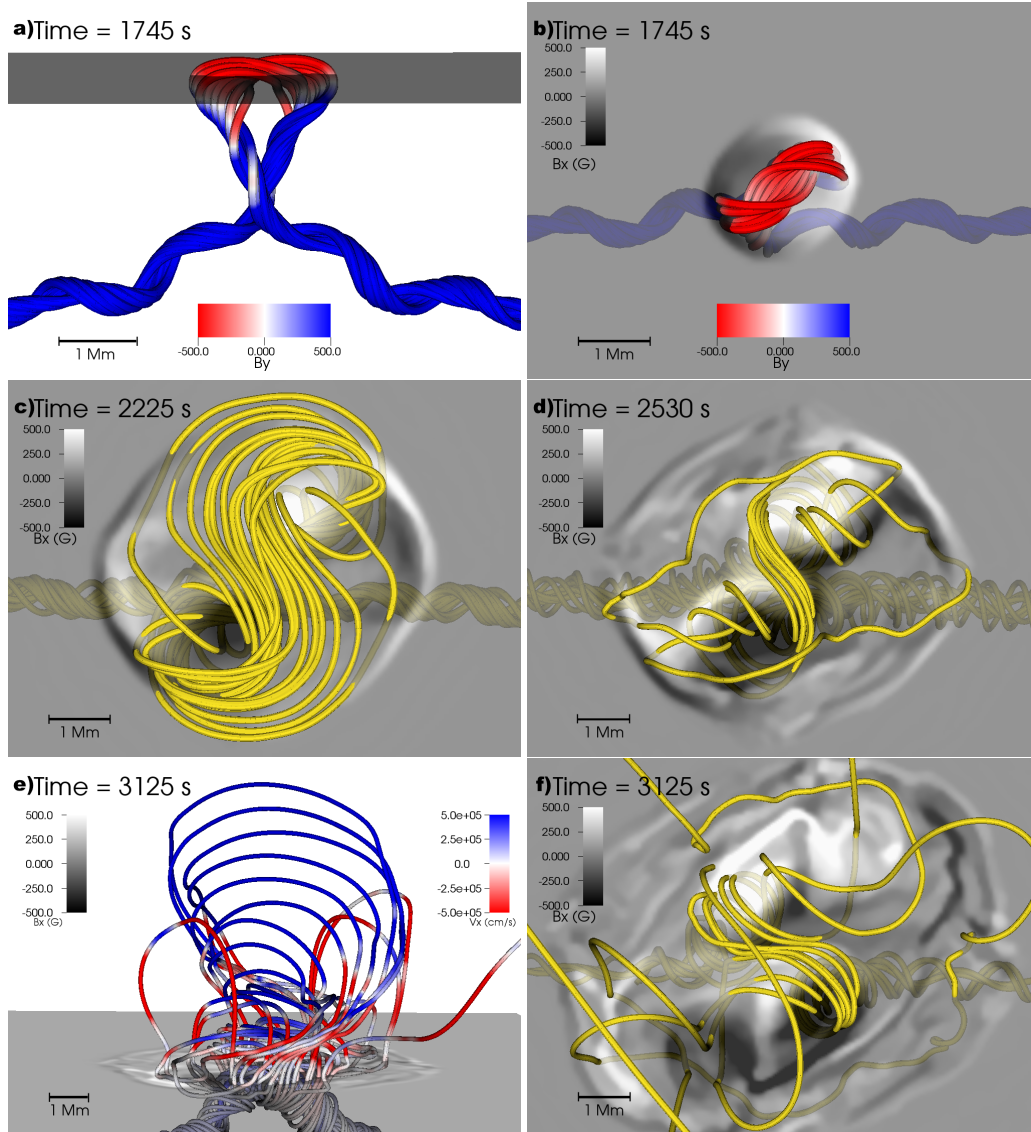 a) Time = 1745 s
1 Mm
-500.0 0.000 500.0
By
b) Time = 1745 s
500.0
250.0
0.000
-250.0
-500.0
Bx (G)
1 Mm
-500.0 0.000 500.0
By
c) Time = 2225 s
500.0
250.0
0.000
-250.0
-500.0
Bx (G)
1 Mm
d) Time = 2530 s
500.0
250.0
0.000
-250.0
-500.0
Bx (G)
1 Mm
e) Time = 3125 s
500.0
250.0
0.000
-250.0
-500.0
Bx (G)
5.0e+05
2.5e+05
0.0
-2.5e+05
-5.0e+05
Vx (cm/s)
1 Mm
f) Time = 3125 s
500.0
250.0
0.000
-250.0
-500.0
Bx (G)
1 Mm